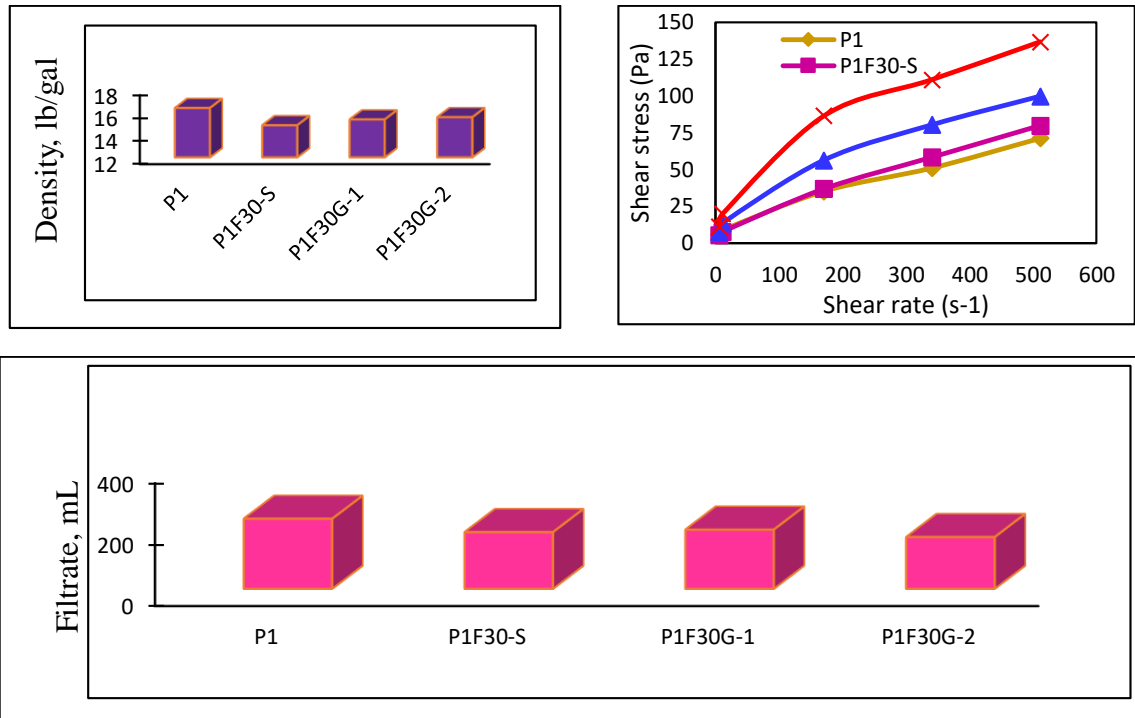 Density, lb/gal
18
16
14
12
P1
P1F30-S
P1F30G-1
P1F30G-2
Shear stress (Pa)
150
125
100
75
50
25
0
P1
P1F30-S
0 100 200 300 400 500 600
Shear rate (s-1)
Filtrate, mL
400
200
0
P1 P1F30-S P1F30G-1 P1F30G-2